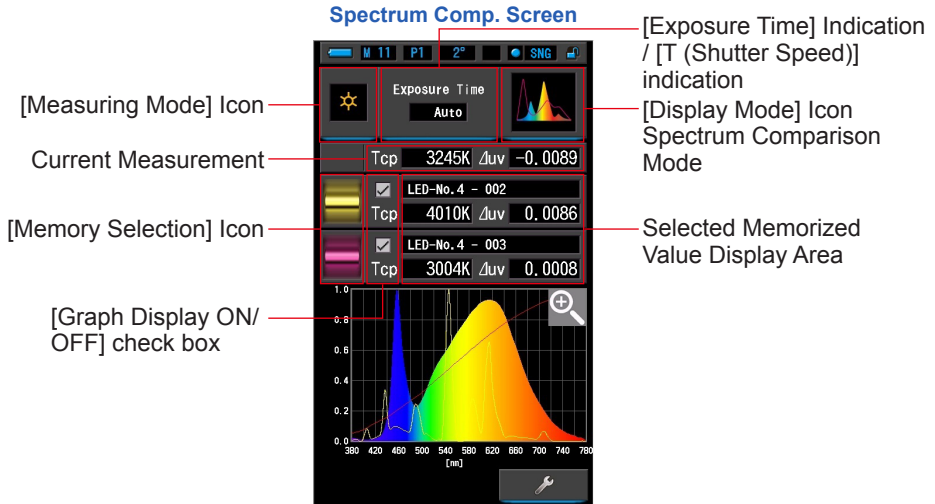 Spectrum Comp. Screen
[Exposure Time] Indication
/ [T (Shutter Speed)]
indication
M 11 P1 2° SNG
[Measuring Mode] Icon
Exposure Time
Auto
[Display Mode] Icon
Spectrum Comparison
Mode
Current Measurement
Tcp 3245K ⊿uv -0.0089
LED-No.4 - 002
Tcp 4010K ⊿uv 0.0086
[Memory Selection] Icon
Selected Memorized
Value Display Area
LED-No.4 - 003
Tcp 3004K ⊿uv 0.0008
[Graph Display ON/
OFF] check box
1.0
0.8
0.6
0.4
0.2
0.0
380 420 460 500 540 580 620 660 700 740 780
[nm]